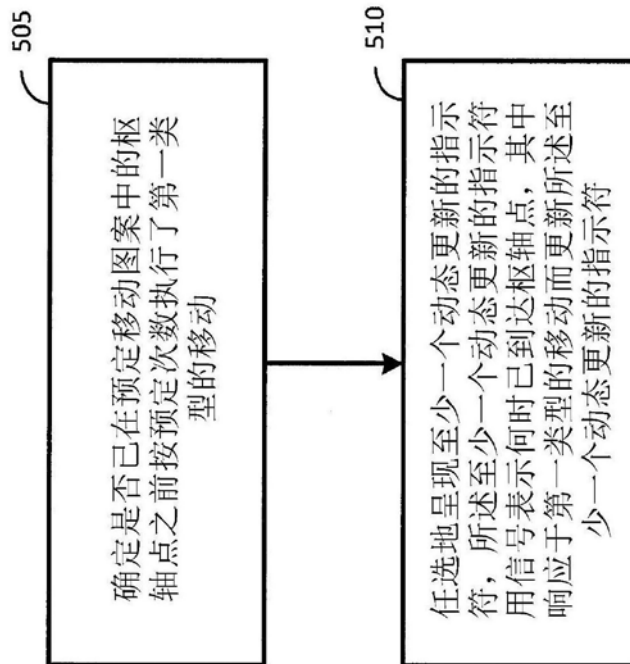 505
确定是否已在预定移动图案中的枢
轴点之前按预定次数执行了第一类
型的移动
510
任选地呈现至少一个动态更新的指示
符，所述至少一个动态更新的指示符
用信号表示何时已到达枢轴点，其中
响应于第一类型的移动而更新所述至
少一个动态更新的指示符